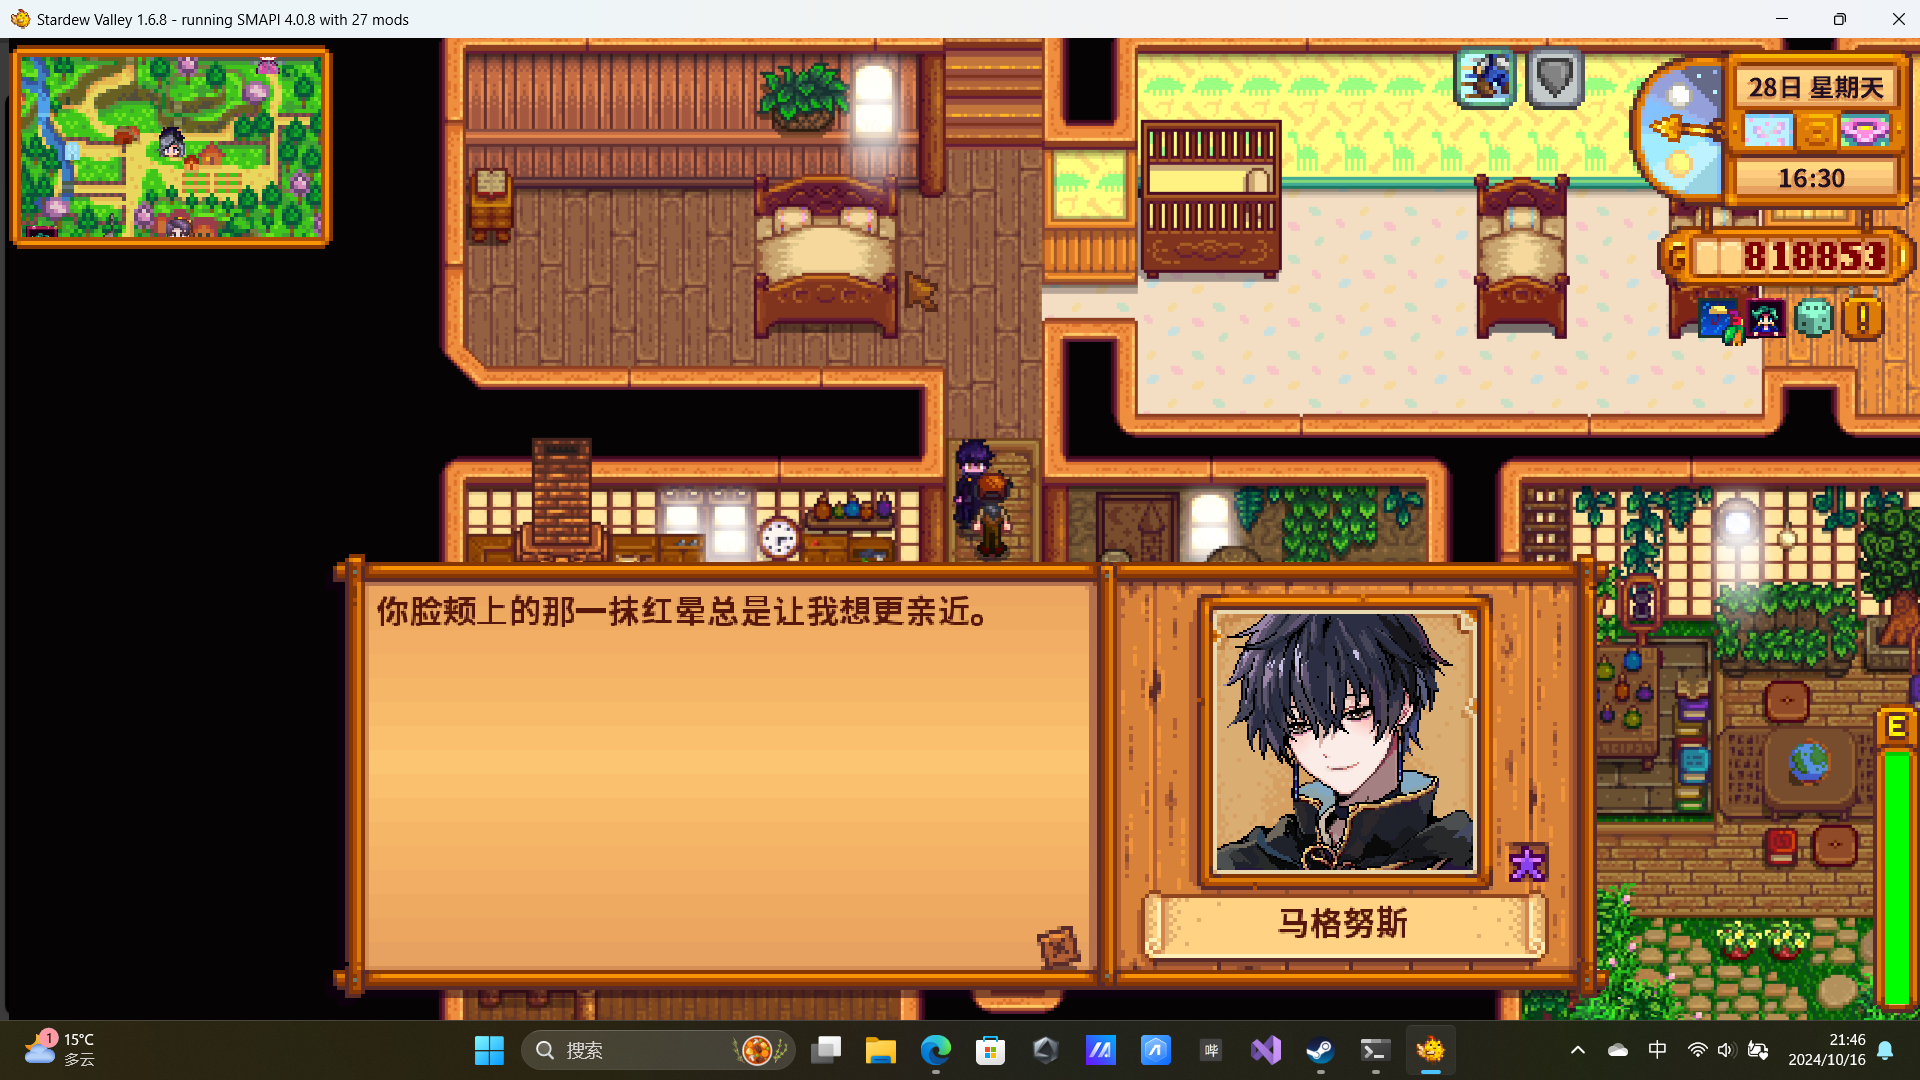 Stardew Valley 1.6.8 - running SMAPI 4.0.8 with 27 mods
28日 星期天
16:30
G
818853
你脸颊上的那一抹红晕总是让我想更亲近。
马格努斯
E
1
15°C
多云
搜索
哔
中
21:46
2024/10/16